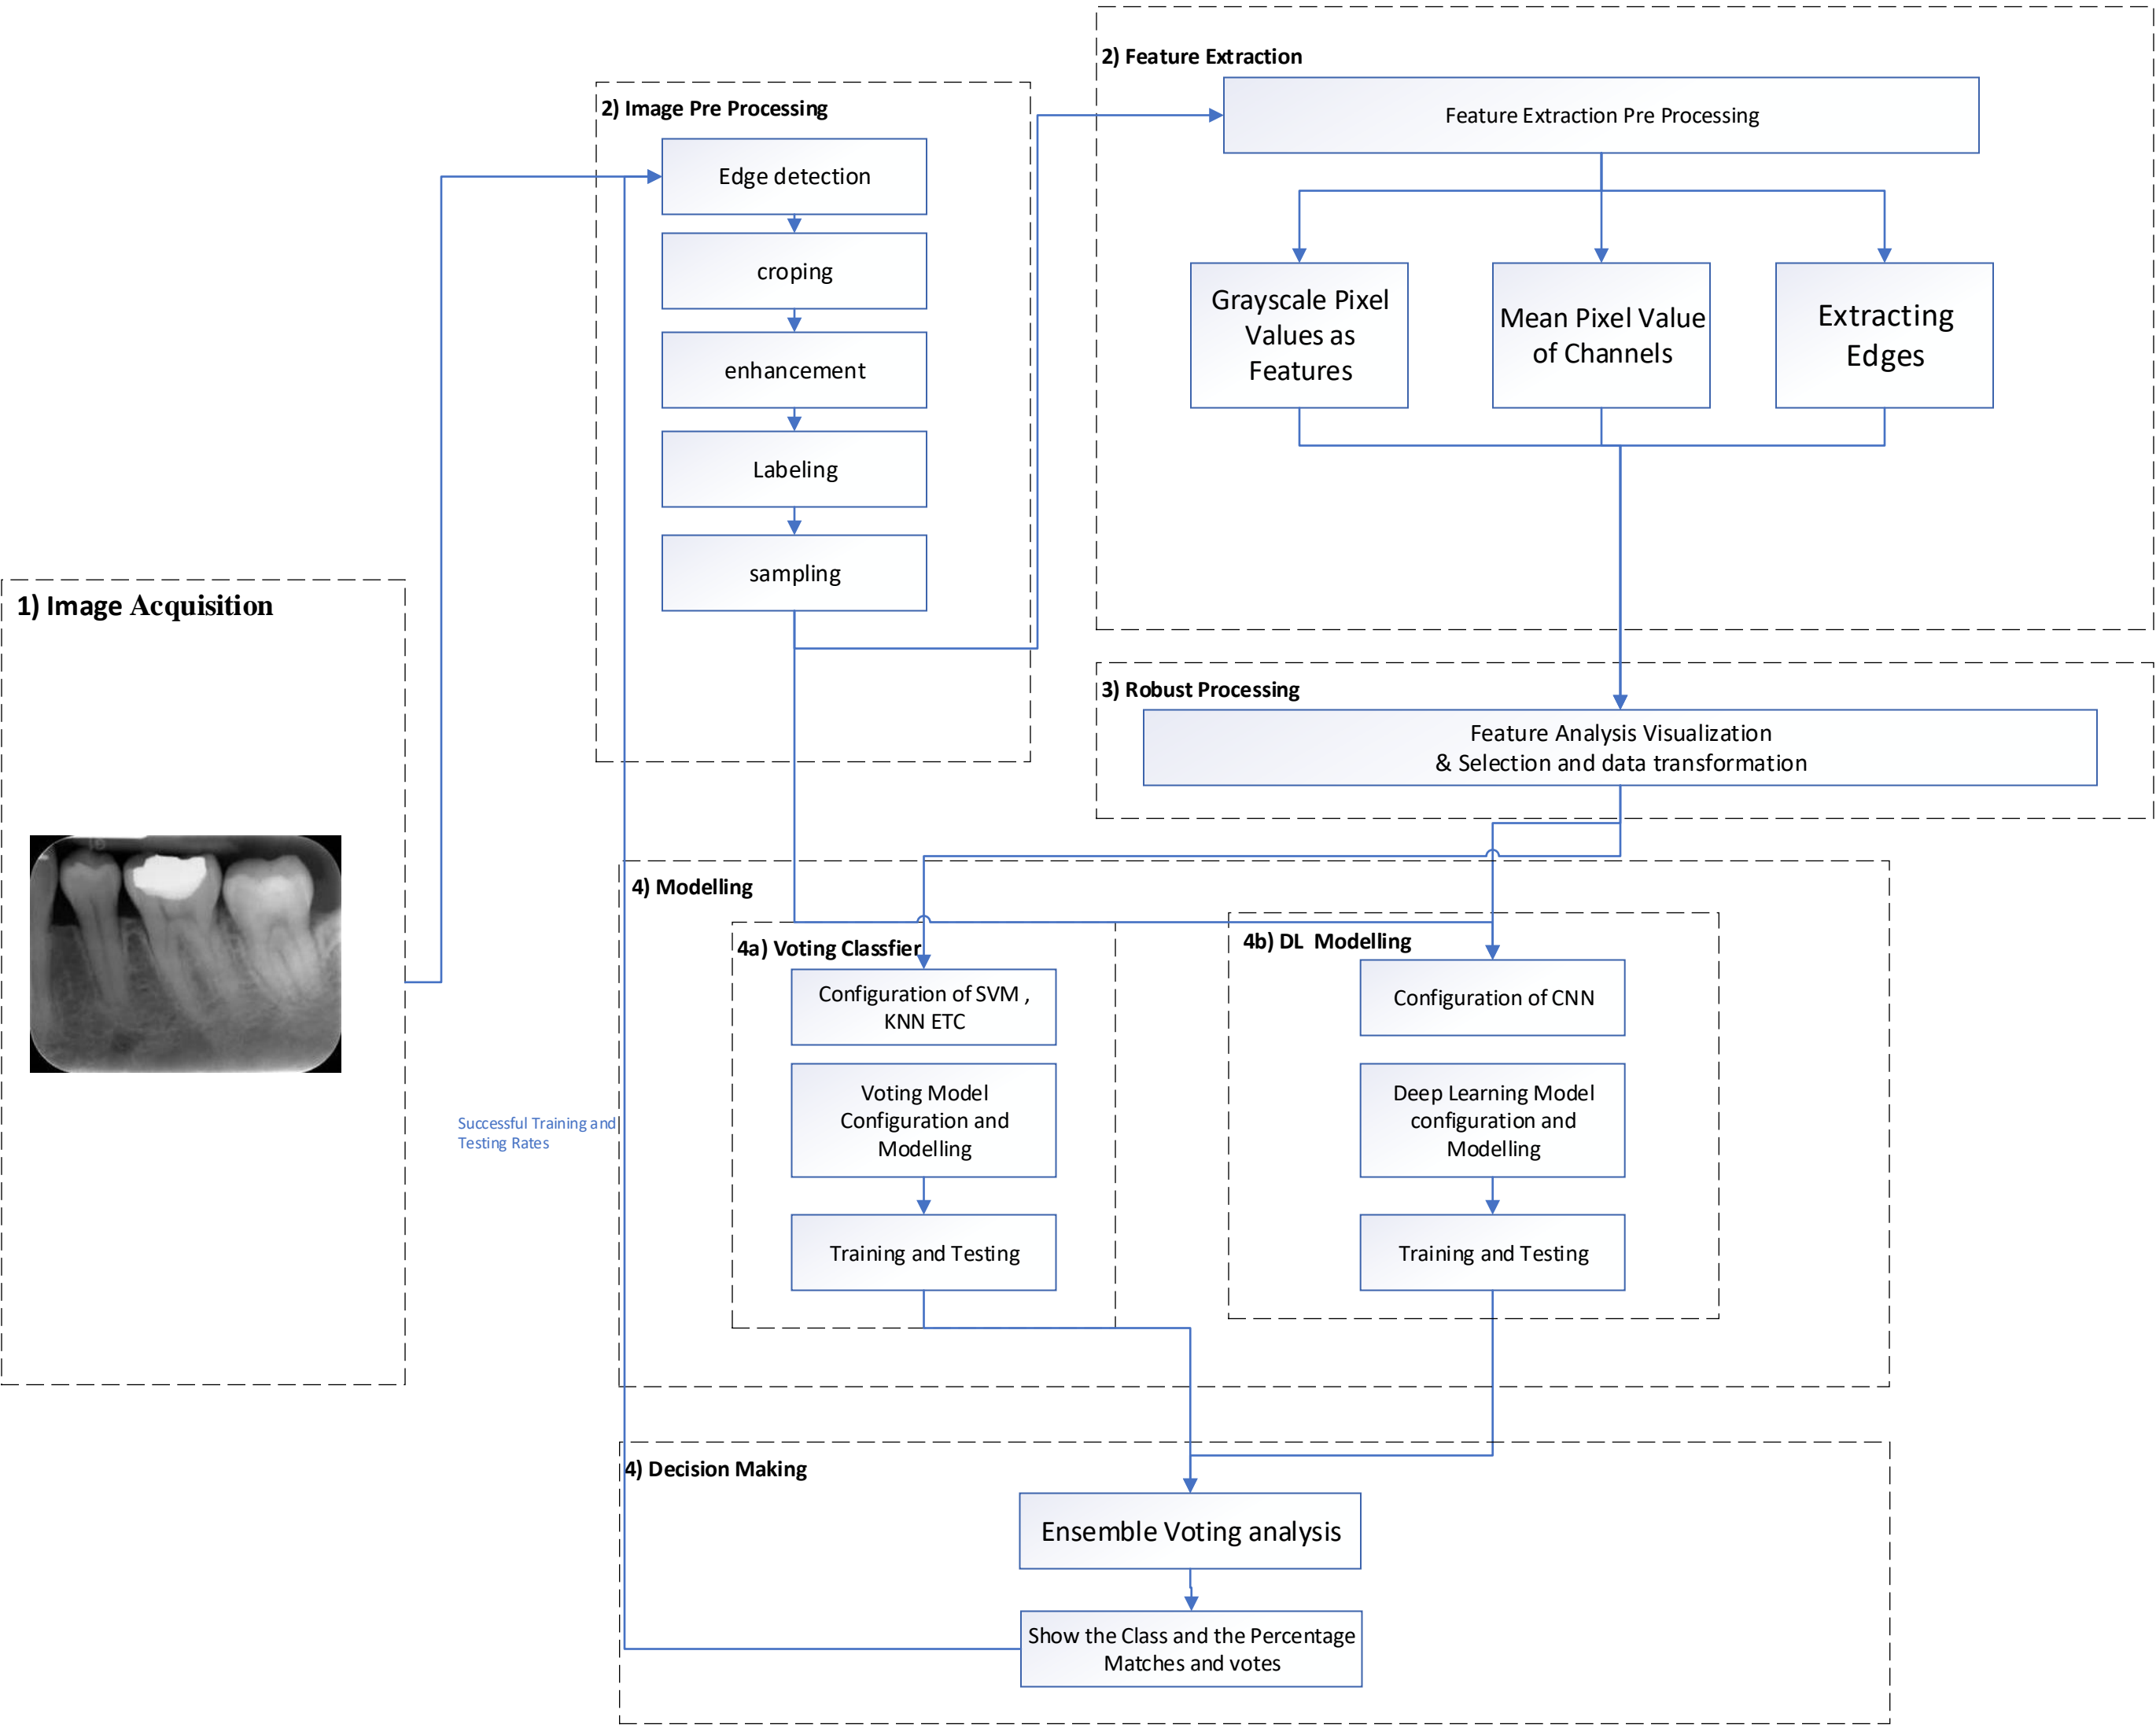 1) Image Acquisition
2) Image Pre Processing
Edge detection
croping
enhancement
Labeling
sampling
2) Feature Extraction
Feature Extraction Pre Processing
Grayscale Pixel
Values as
Features
Mean Pixel Value
of Channels
Extracting
Edges
3) Robust Processing
Feature Analysis Visualization
& Selection and data transformation
4) Modelling
4a) Voting Classfier
Configuration of SVM ,
KNN ETC
Voting Model
Configuration and
Modelling
Training and Testing
4b) DL Modelling
Configuration of CNN
Deep Learning Model
configuration and
Modelling
Training and Testing
Successful Training and
Testing Rates
4) Decision Making
Ensemble Voting analysis
Show the Class and the Percentage
Matches and votes